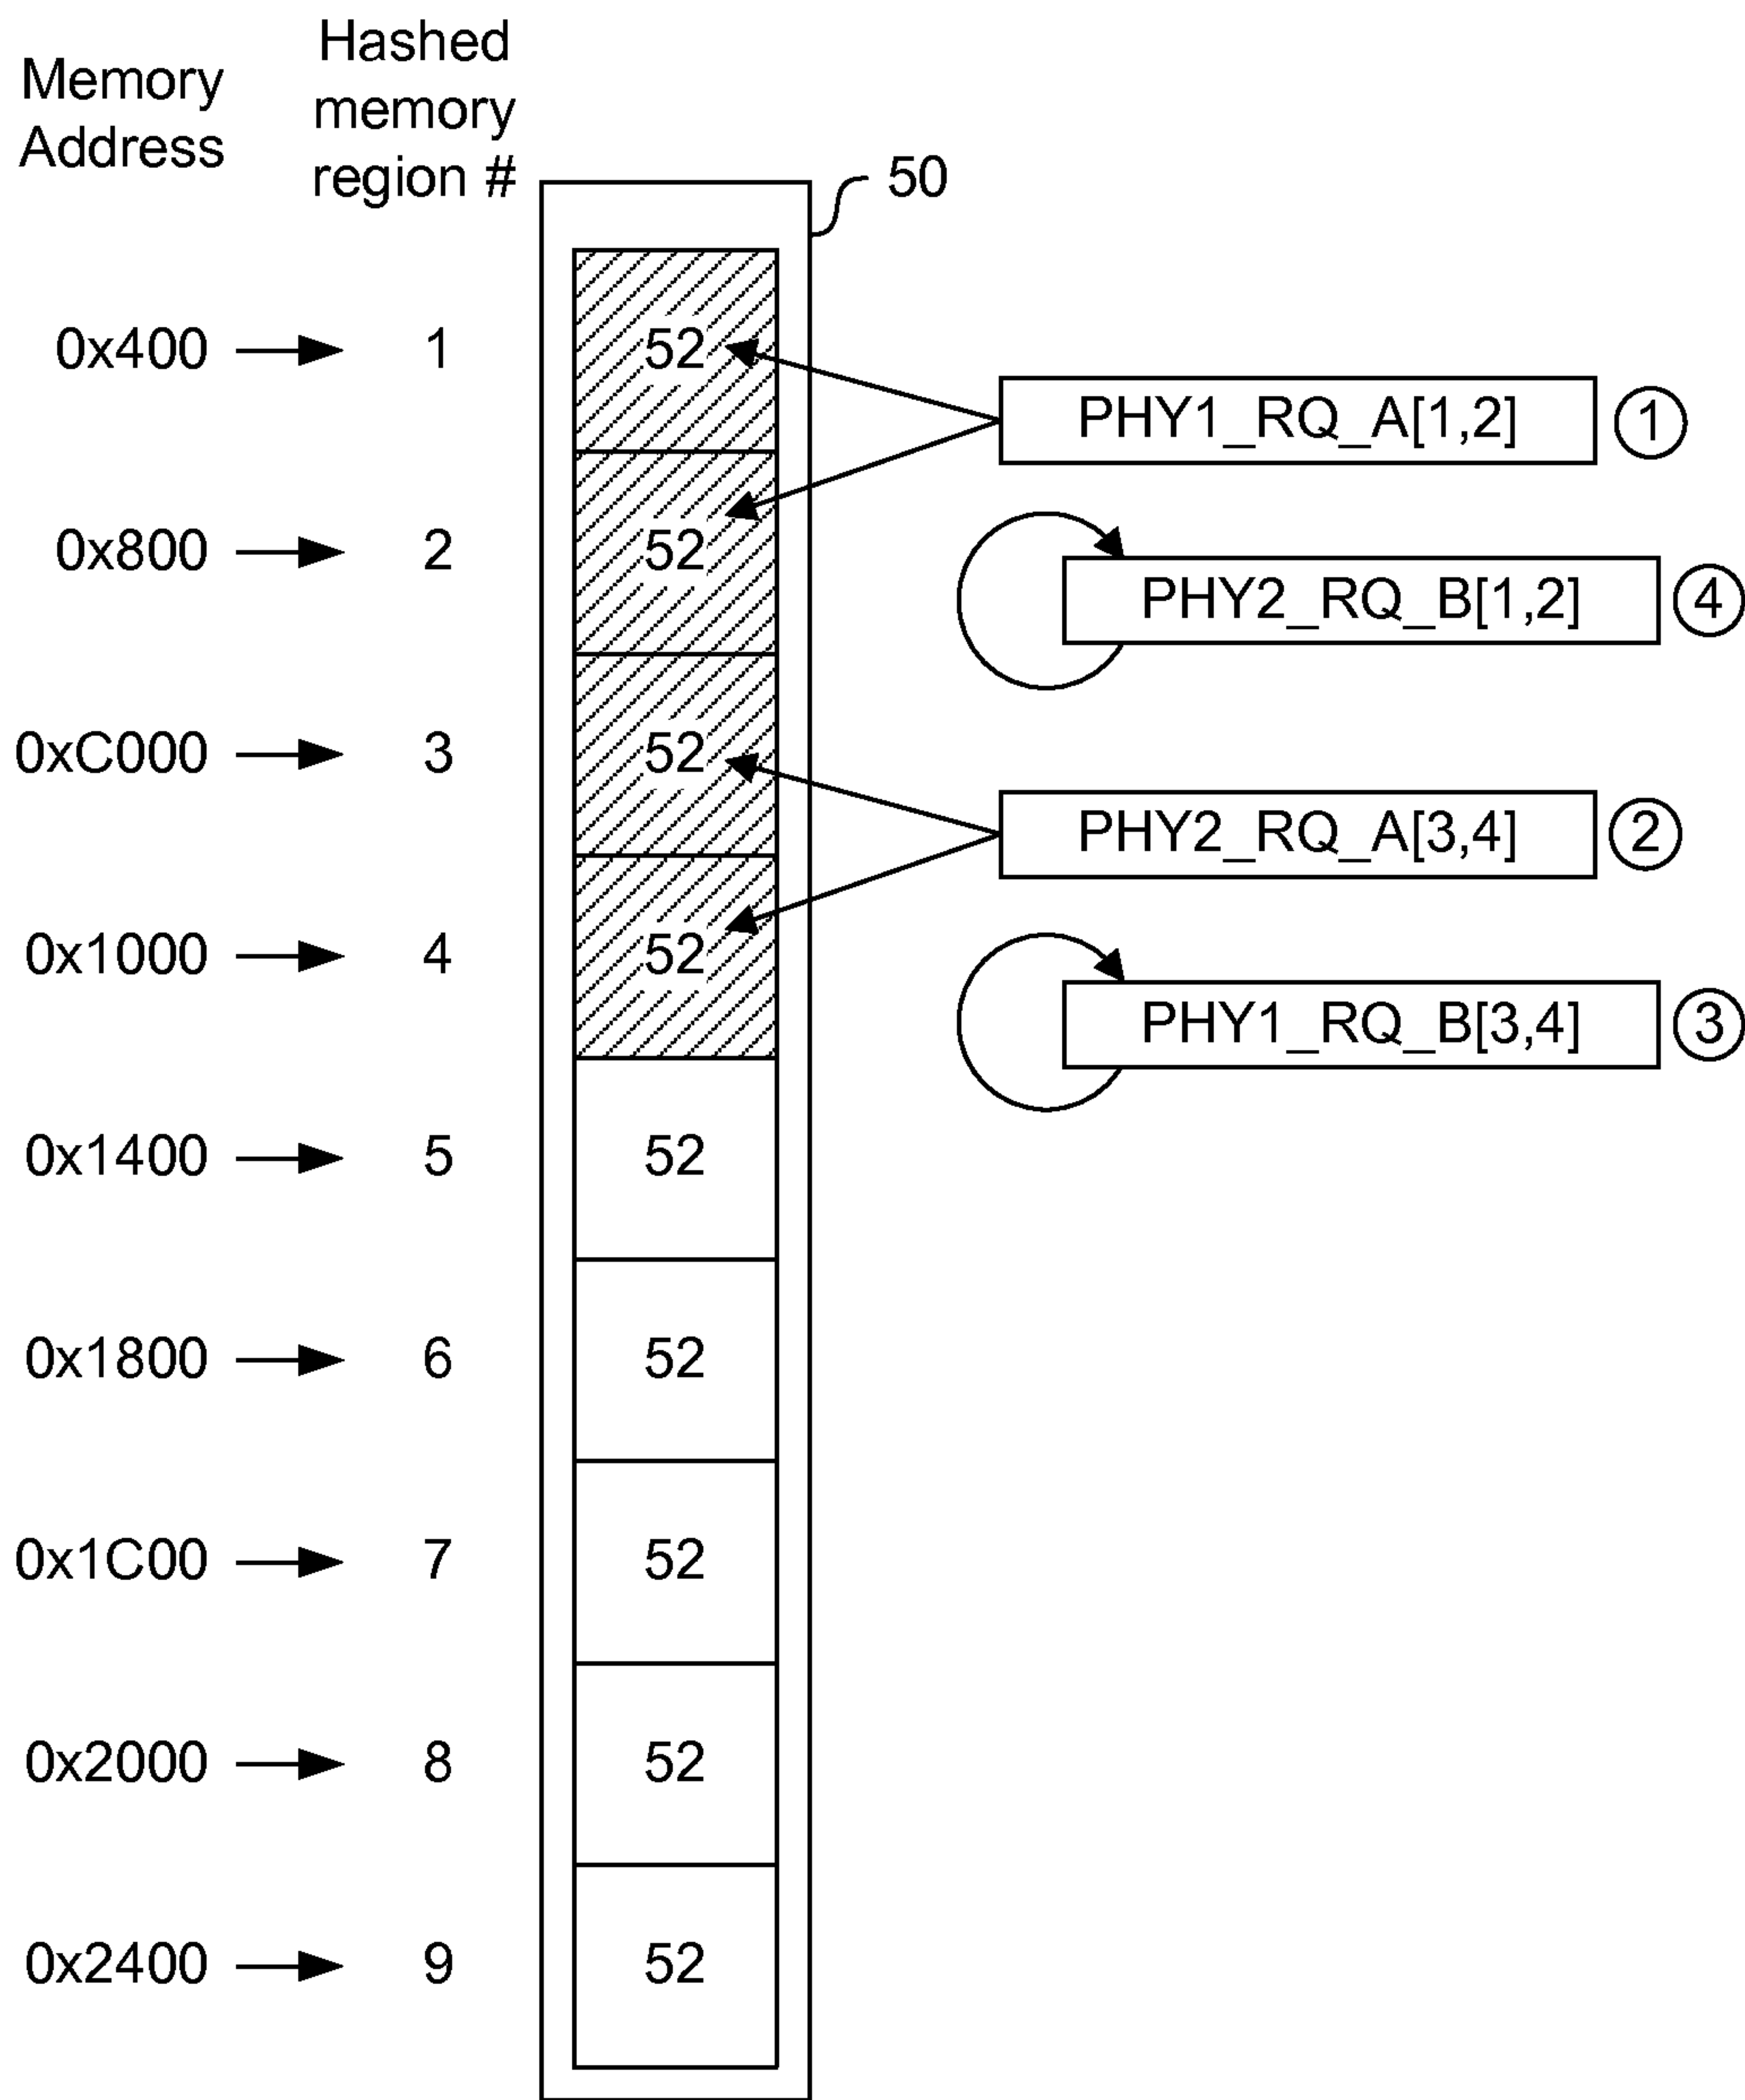 Memory
Address
Hashed
memory
region #
50
0x400 1 52
PHY1_RQ_A[1,2] 1
0x800 2 52
PHY2_RQ_B[1,2] 4
0xC000 3 52
PHY2_RQ_A[3,4] 2
0x1000 4 52
PHY1_RQ_B[3,4] 3
0x1400 5 52
0x1800 6 52
0x1C00 7 52
0x2000 8 52
0x2400 9 52